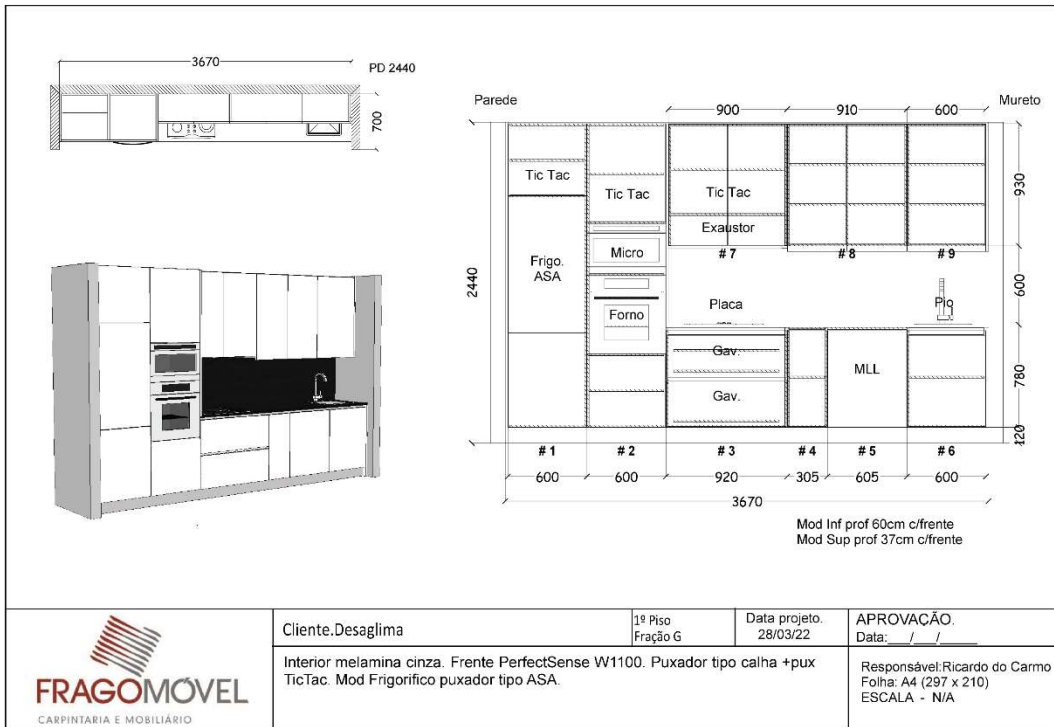 3670
PD 2440
700
Parede
Mureto
900
910
600
Tic Tac
Tic Tac
Tic Tac
Exaustor
930
Frigo.
ASA
Micro
# 7
# 8
# 9
2440
600
Forno
Placa
Pio
Gav.
MLL
780
Gav.
120
# 1
# 2
# 3
# 4
# 5
# 6
600
600
920
305
605
600
3670
Mod Inf prof 60cm c/frente
Mod Sup prof 37cm c/frente
FRAGOMÓVEL
CARPINTARIA E MOBILIÁRIO
Cliente.Desaglima
1º Piso
Fração G
Data projeto.
28/03/22
APROVAÇÃO.
Data:___/___/_____
Interior melamina cinza. Frente PerfectSense W1100. Puxador tipo calha +pux
TicTac. Mod Frigorifico puxador tipo ASA.
Responsável:Ricardo do Carmo
Folha: A4 (297 x 210)
ESCALA - N/A